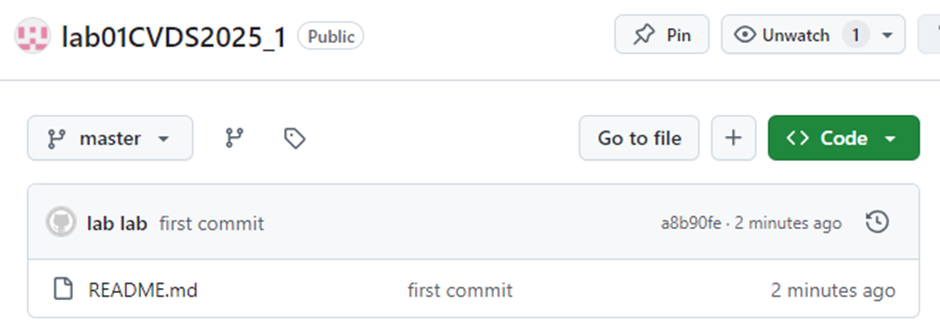 lab01CVDS2025_1 Public Pin Unwatch 1
master Go to file + Code
lab lab first commit a8b90fe · 2 minutes ago
README.md first commit 2 minutes ago